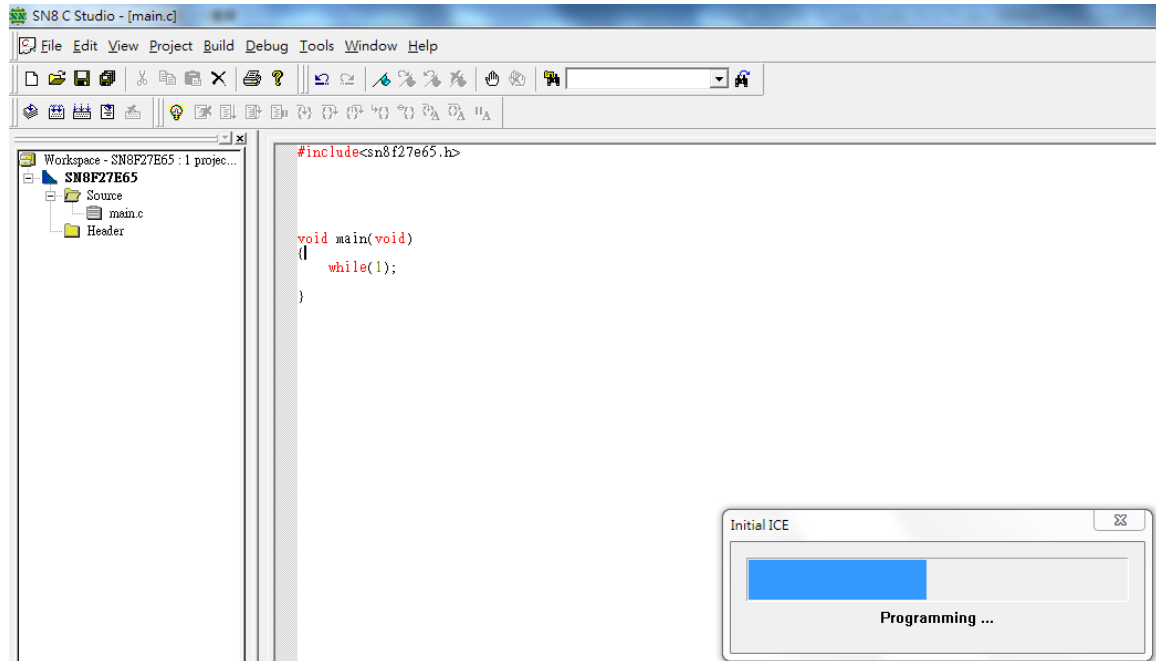 SN8 C Studio - [main.c]
File Edit View Project Build Debug Tools Window Help
Workspace - SN8F27E65 : 1 projec...
SN8F27E65
Source
main.c
Header
#include<sn8f27e65.h>
void main(void)
{
while(1);
}
Initial ICE
Programming ...